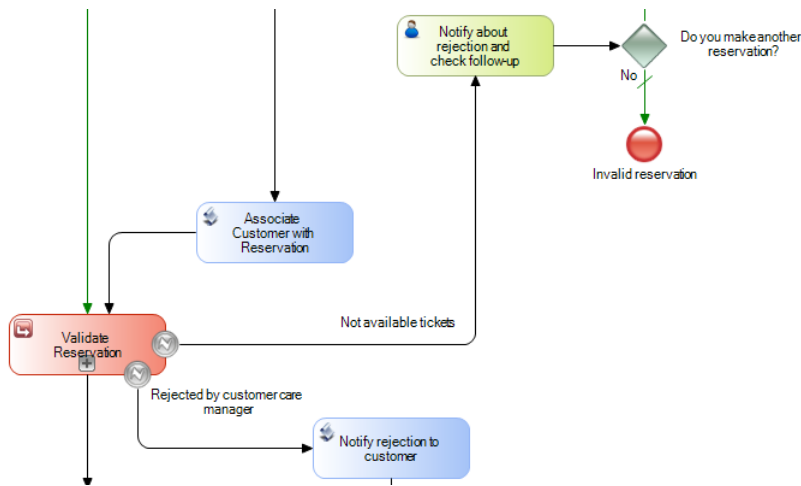 Notify about
rejection and
check follow-up
Do you make another
reservation?
No
Invalid reservation
Associate
Customer with
Reservation
Not available tickets
Validate
Reservation
Rejected by customer care
manager
Notify rejection to
customer